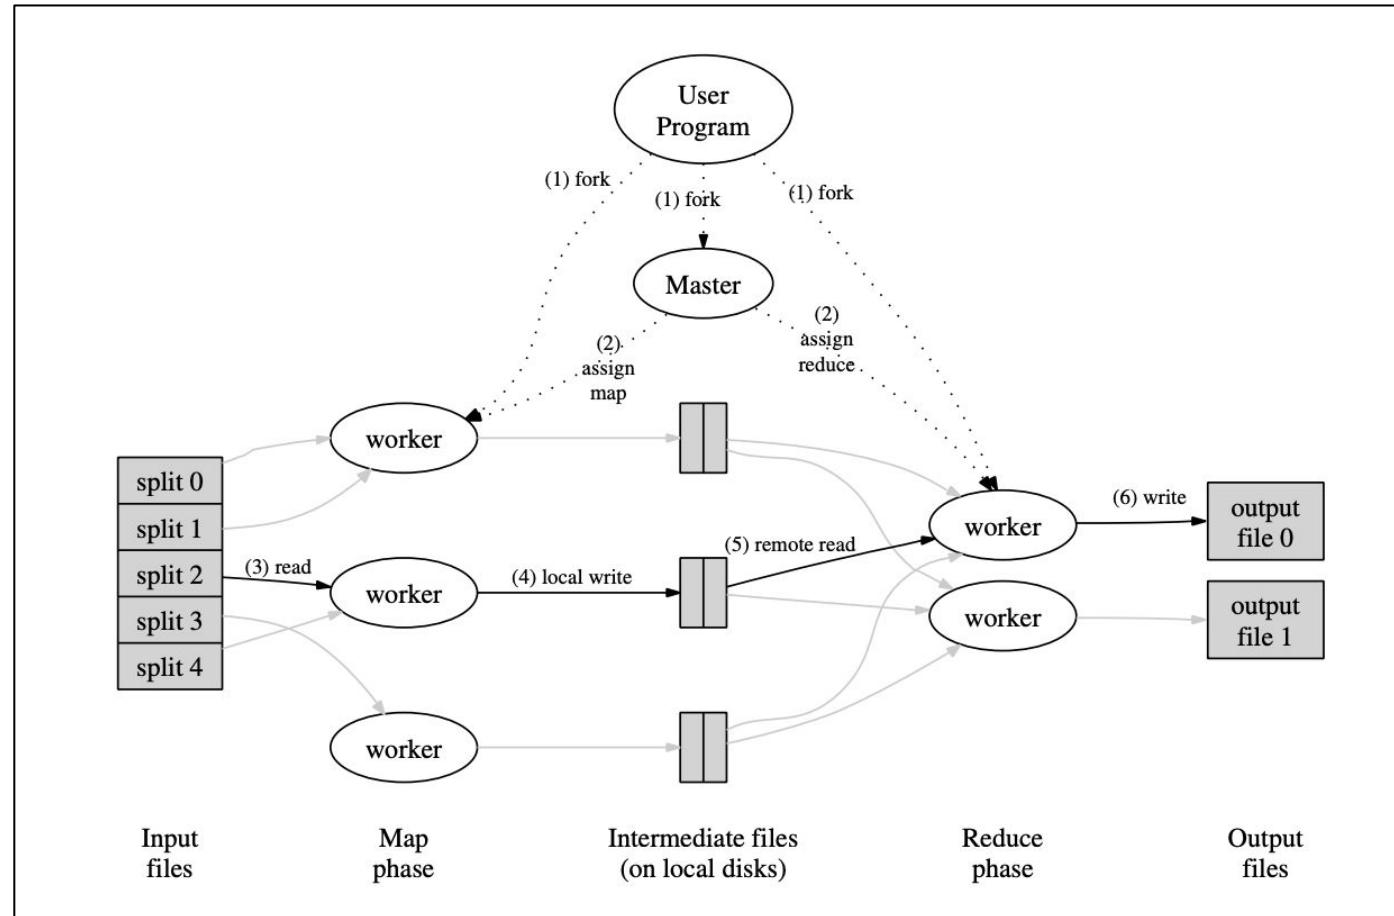 User
Program
(1) fork
(1) fork
(1) fork
Master
(2)
assign
map
(2)
assign
reduce
split 0
split 1
split 2
split 3
split 4
(3) read
worker
worker
worker
(4) local write
(5) remote read
worker
worker
(6) write
output
file 0
output
file 1
Input
files
Map
phase
Intermediate files
(on local disks)
Reduce
phase
Output
files